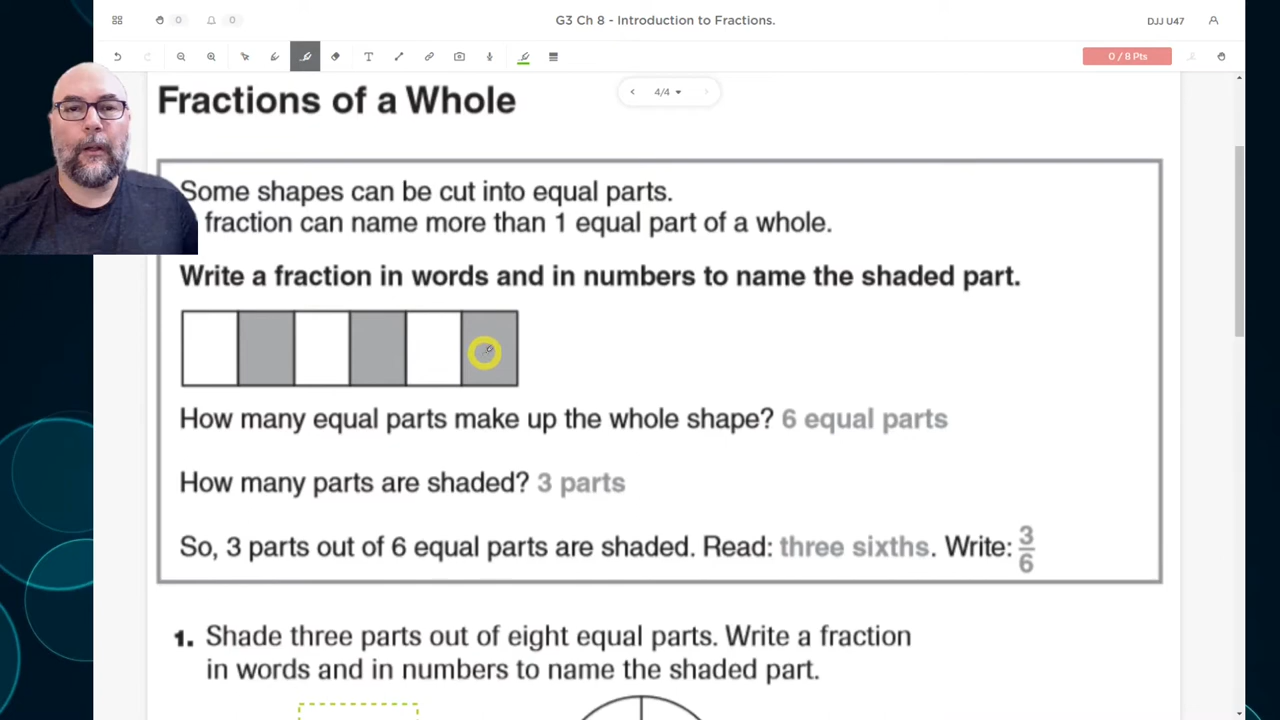 0
0
G3 Ch 8 - Introduction to Fractions.
DJJ U47
T
0 / 8 Pts
Fractions of a Whole
4/4
Some shapes can be cut into equal parts.
fraction can name more than 1 equal part of a whole.
Write a fraction in words and in numbers to name the shaded part.
How many equal parts make up the whole shape? 6 equal parts
How many parts are shaded? 3 parts
So, 3 parts out of 6 equal parts are shaded. Read: three sixths. Write: 3/6
1. Shade three parts out of eight equal parts. Write a fraction
in words and in numbers to name the shaded part.